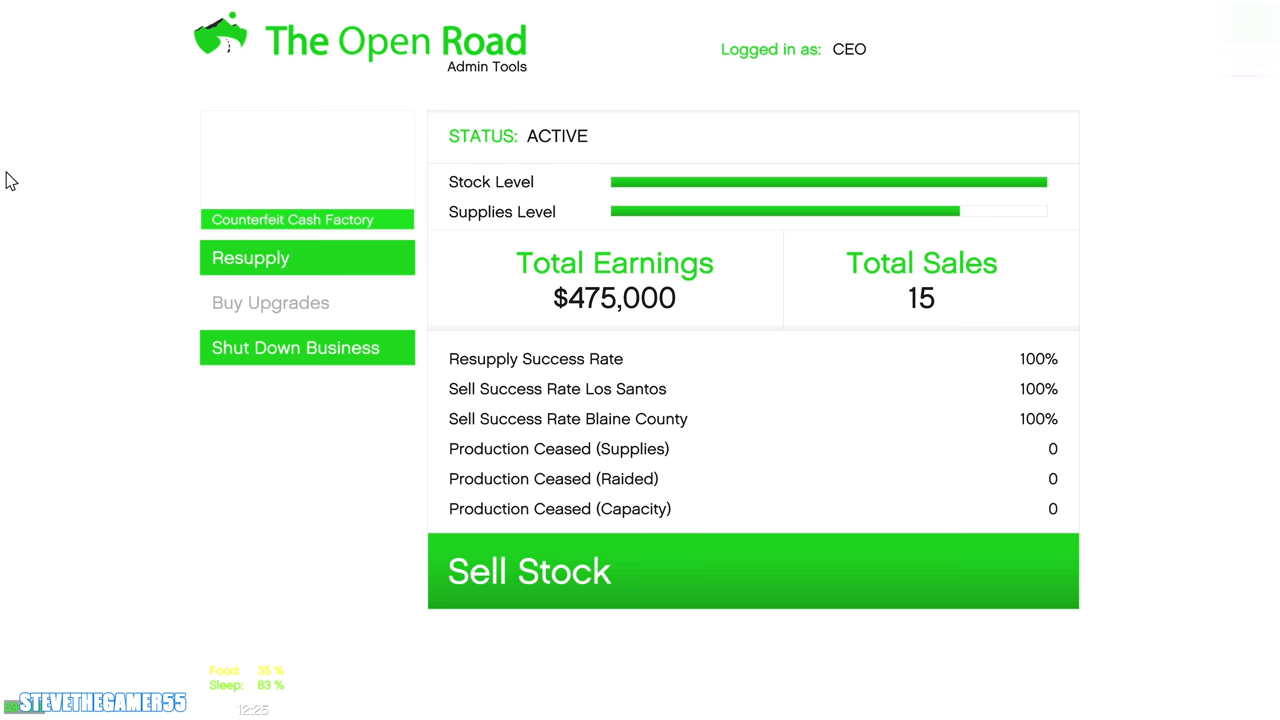 The Open Road
Admin Tools
Logged in as: CEO
Counterfeit Cash Factory
Resupply
Buy Upgrades
Shut Down Business
STATUS: ACTIVE
Stock Level
Supplies Level
Total Earnings
$475,000
Total Sales
15
Resupply Success Rate 100%
Sell Success Rate Los Santos 100%
Sell Success Rate Blaine County 100%
Production Ceased (Supplies) 0
Production Ceased (Raided) 0
Production Ceased (Capacity) 0
Sell Stock
Food: 35 %
Sleep: 83 %
STEVETHEGAMER55
12:25